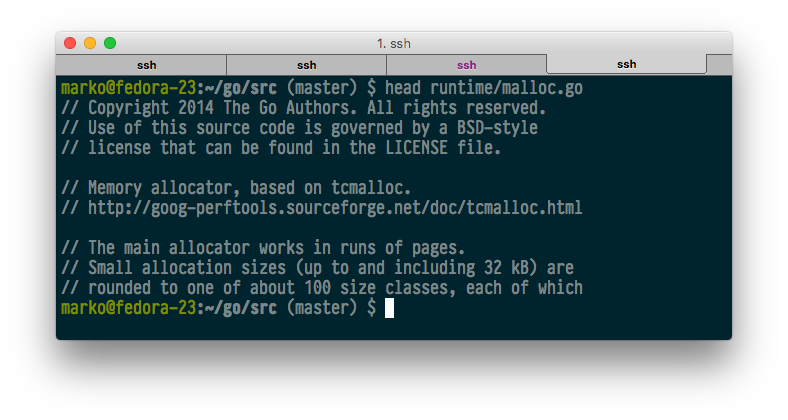 1. ssh
ssh ssh ssh ssh
marko@fedora-23:~/go/src (master) $ head runtime/malloc.go
// Copyright 2014 The Go Authors. All rights reserved.
// Use of this source code is governed by a BSD-style
// license that can be found in the LICENSE file.
// Memory allocator, based on tcmalloc.
// http://goog-perftools.sourceforge.net/doc/tcmalloc.html
// The main allocator works in runs of pages.
// Small allocation sizes (up to and including 32 kB) are
// rounded to one of about 100 size classes, each of which
marko@fedora-23:~/go/src (master) $